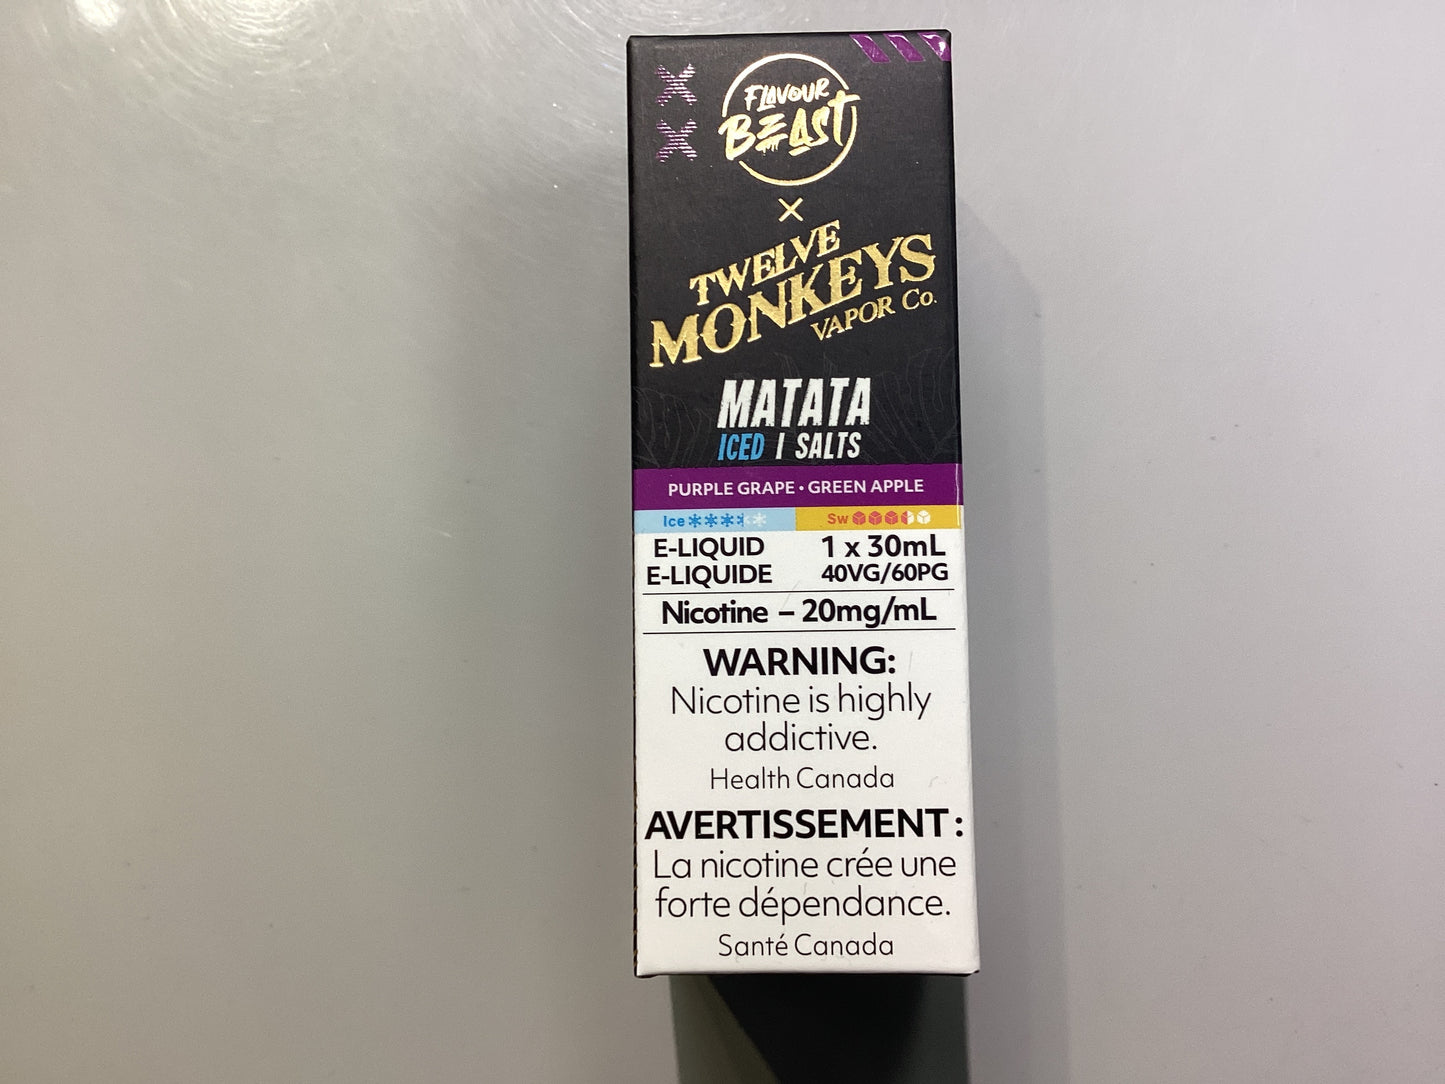 FLAVOUR
BEAST
X
TWELVE
MONKEYS
VAPOR Co.
MATATA
ICED | SALTS
PURPLE GRAPE • GREEN APPLE
Ice Sw
E-LIQUID 1 x 30mL
E-LIQUIDE 40VG/60PG
Nicotine – 20mg/mL
WARNING:
Nicotine is highly
addictive.
Health Canada
AVERTISSEMENT :
La nicotine crée une
forte dépendance.
Santé Canada